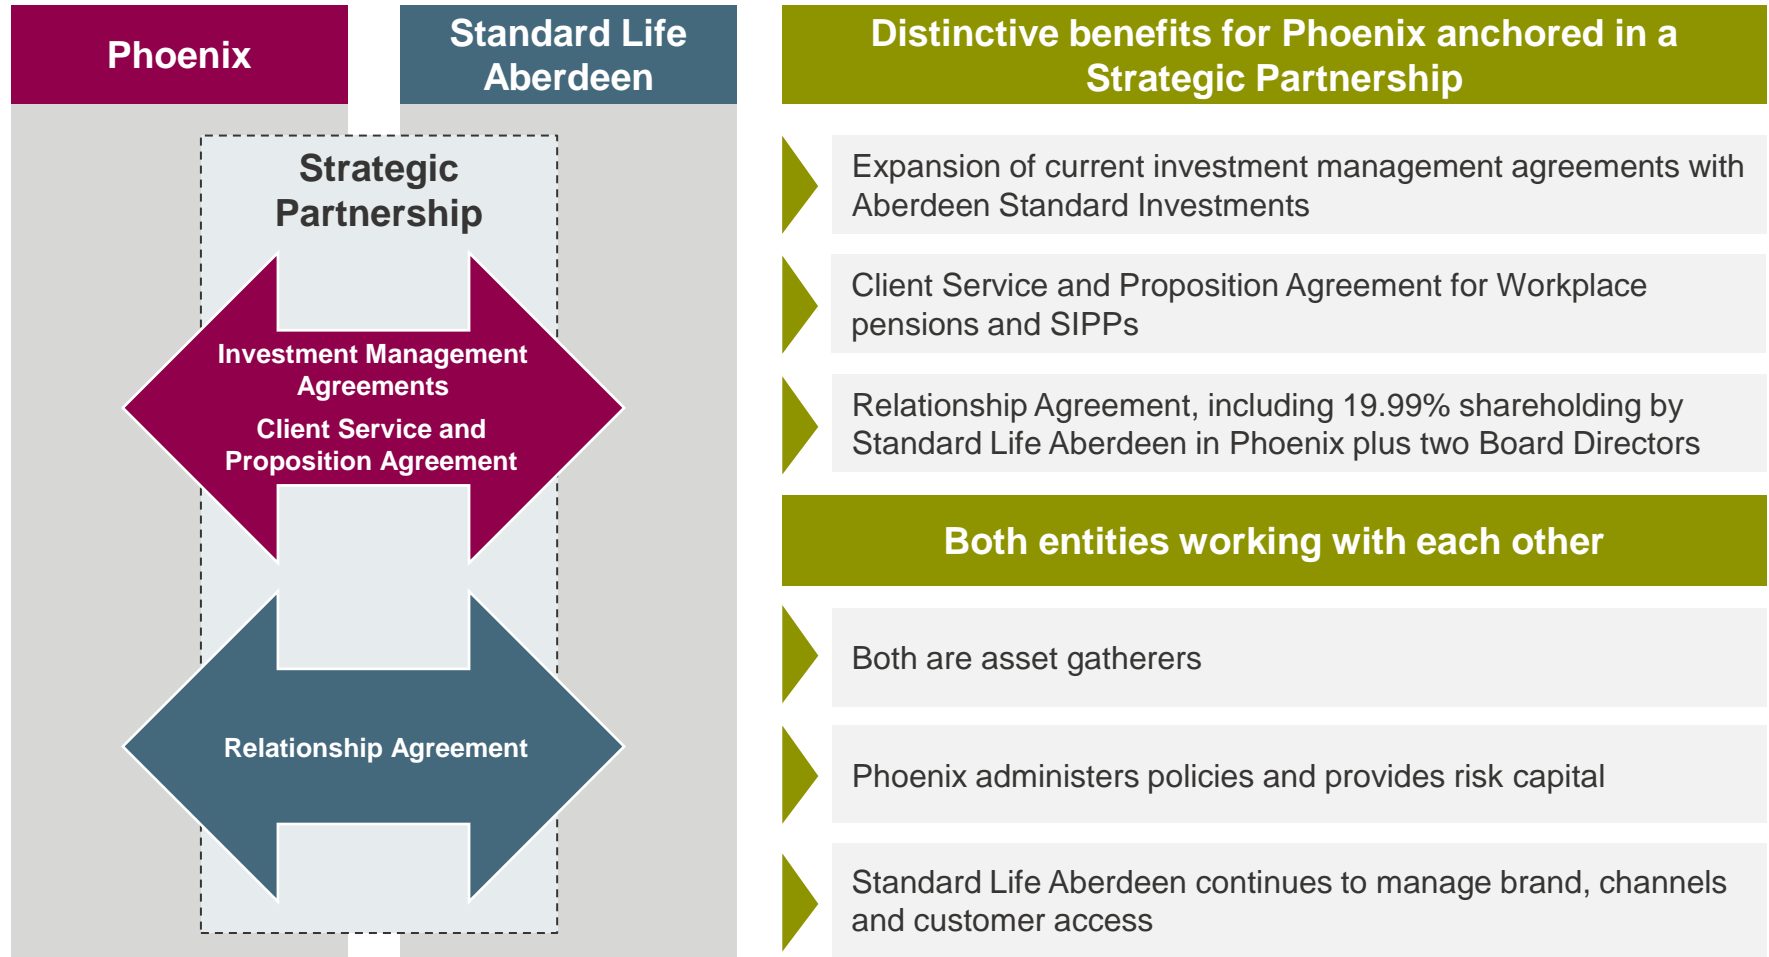 Phoenix
Standard Life
Aberdeen
Strategic
Partnership
Investment Management
Agreements
Client Service and
Proposition Agreement
Relationship Agreement
Distinctive benefits for Phoenix anchored in a
Strategic Partnership
Expansion of current investment management agreements with
Aberdeen Standard Investments
Client Service and Proposition Agreement for Workplace
pensions and SIPPs
Relationship Agreement, including 19.99% shareholding by
Standard Life Aberdeen in Phoenix plus two Board Directors
Both entities working with each other
Both are asset gatherers
Phoenix administers policies and provides risk capital
Standard Life Aberdeen continues to manage brand, channels
and customer access